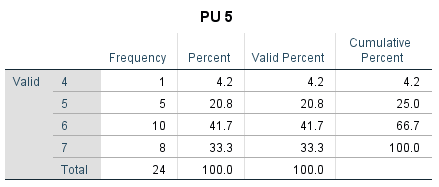 PU 5
Frequency Percent Valid Percent Cumulative Percent
Valid 4 1 4.2 4.2 4.2
5 5 20.8 20.8 25.0
6 10 41.7 41.7 66.7
7 8 33.3 33.3 100.0
Total 24 100.0 100.0